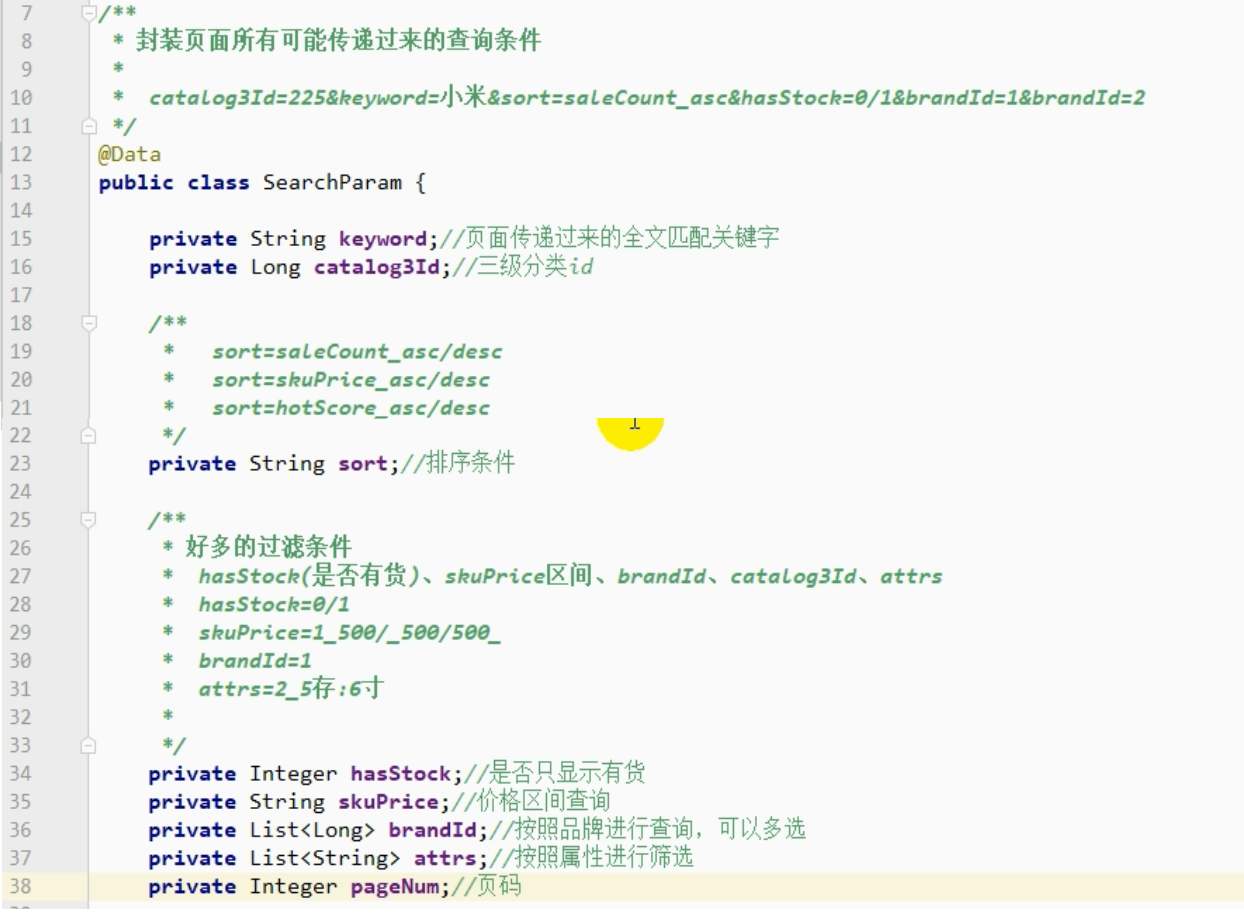 7 /**
8 * 封装页面所有可能传递过来的查询条件
9 *
10 * catalog3Id=225&keyword=小米&sort=saleCount_asc&hasStock=0/1&brandId=1&brandId=2
11 */
12 @Data
13 public class SearchParam {
14
15 private String keyword;//页面传递过来的全文匹配关键字
16 private Long catalog3Id;//三级分类id
17
18 /**
19 * sort=saleCount_asc/desc
20 * sort=skuPrice_asc/desc
21 * sort=hotScore_asc/desc
22 */
23 private String sort;//排序条件
24
25 /**
26 * 好多的过滤条件
27 * hasStock(是否有货)、skuPrice区间、brandId、catalog3Id、attrs
28 * hasStock=0/1
29 * skuPrice=1_500/_500/500_
30 * brandId=1
31 * attrs=2_5存:6寸
32 *
33 */
34 private Integer hasStock;//是否只显示有货
35 private String skuPrice;//价格区间查询
36 private List<Long> brandId;//按照品牌进行查询，可以多选
37 private List<String> attrs;//按照属性进行筛选
38 private Integer pageNum;//页码